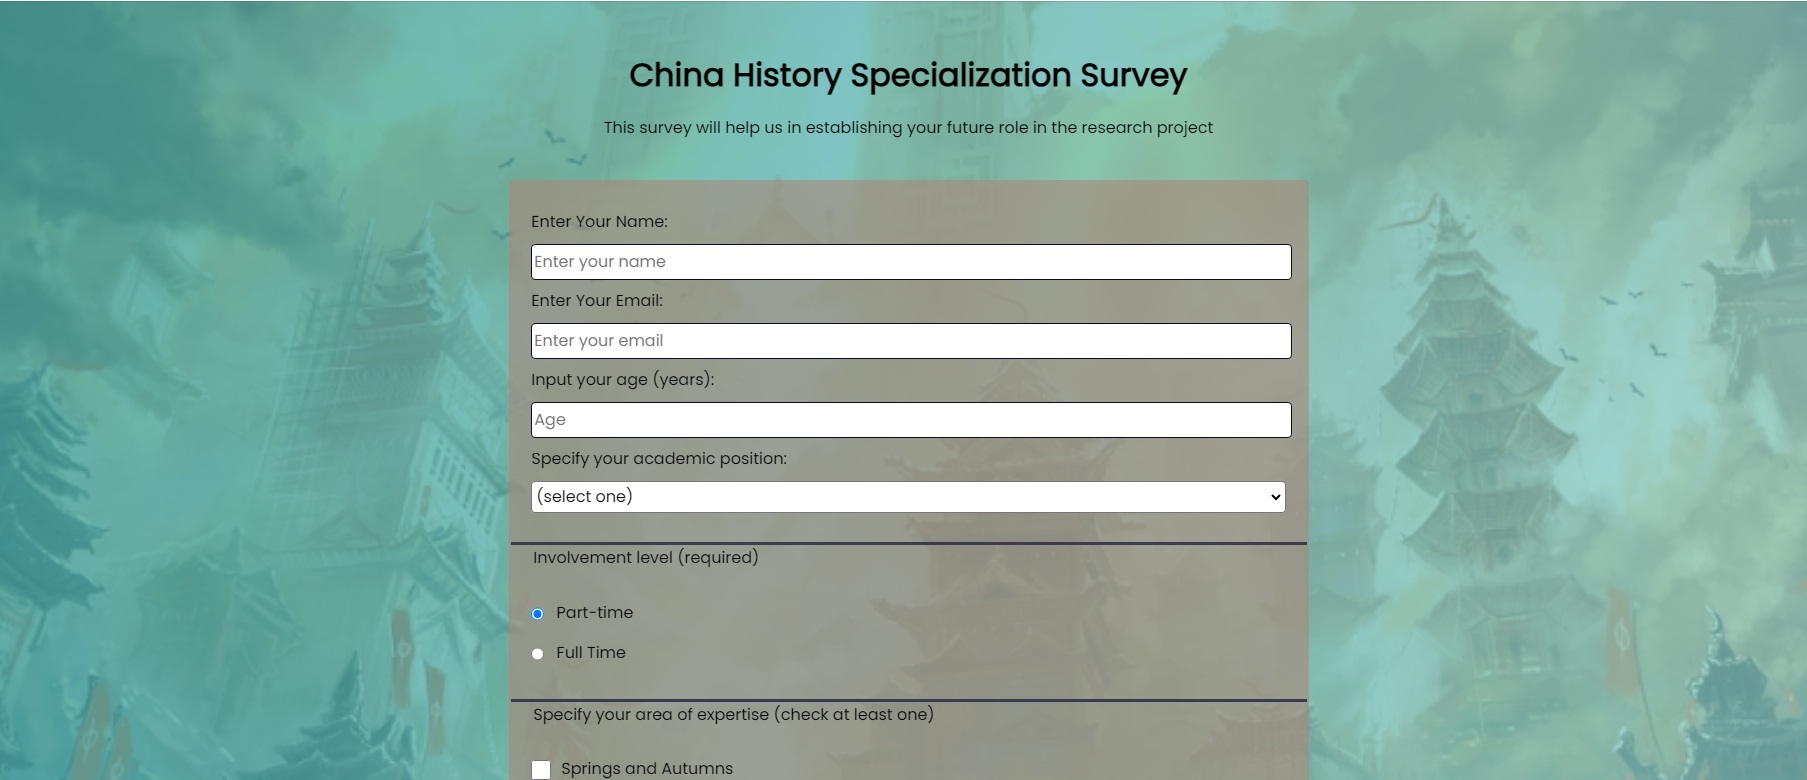 China History Specialization Survey
This survey will help us in establishing your future role in the research project
Enter Your Name:
Enter your name
Enter Your Email:
Enter your email
Input your age (years):
Age
Specify your academic position:
(select one)
Involvement level (required)
Part-time
Full Time
Specify your area of expertise (check at least one)
Springs and Autumns